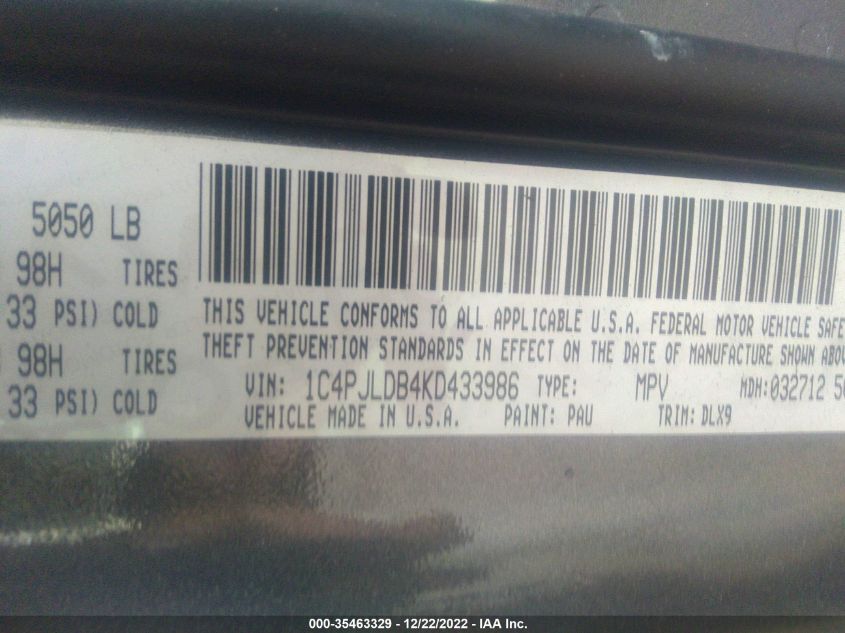 5050 LB
98H TIRES
33 PSI) COLD
98H TIRES
33 PSI) COLD
THIS VEHICLE CONFORMS TO ALL APPLICABLE U.S.A. FEDERAL MOTOR VEHICLE SAFE
THEFT PREVENTION STANDARDS IN EFFECT ON THE DATE OF MANUFACTURE SHOWN ABOV
VIN: 1C4PJLDB4KD433986 TYPE: MPV MDH:032712 50
VEHICLE MADE IN U.S.A. PAINT: PAU TRIM: DLX9
000-35463329 - 12/22/2022 - IAA Inc.